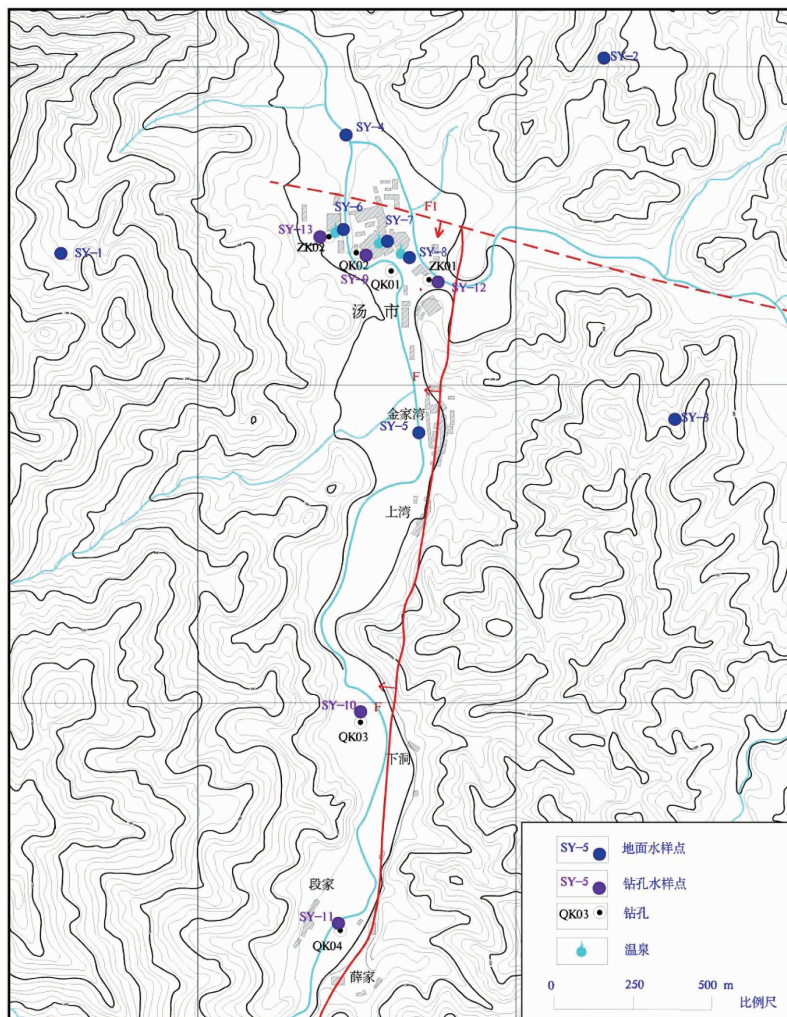 SY-2
SY-4
F1
SY-6
SY-7
SY-13
ZK02
SY-8
SY-1
QK02
ZK01
SY-9
QK01
SY-12
汤 市
F
金家湾
SY-3
SY-5
上湾
SY-10
F
QK03
下洞
段家
SY-11
QK04
薛家
SY-5 地面水样点
SY-5 钻孔水样点
QK03 钻孔
温泉
0 250 500 m
比例尺